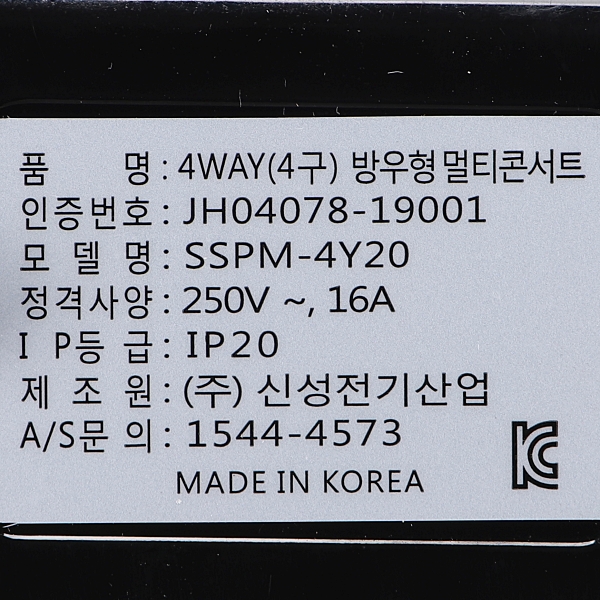 품 명 : 4WAY(4구) 방우형 멀티콘서트
인증번호 : JH04078-19001
모 델 명 : SSPM-4Y20
정격사양 : 250V ~, 16A
I P등 급 : IP20
제 조 원 : (주) 신성전기산업
A/S문 의 : 1544-4573
KC
MADE IN KOREA